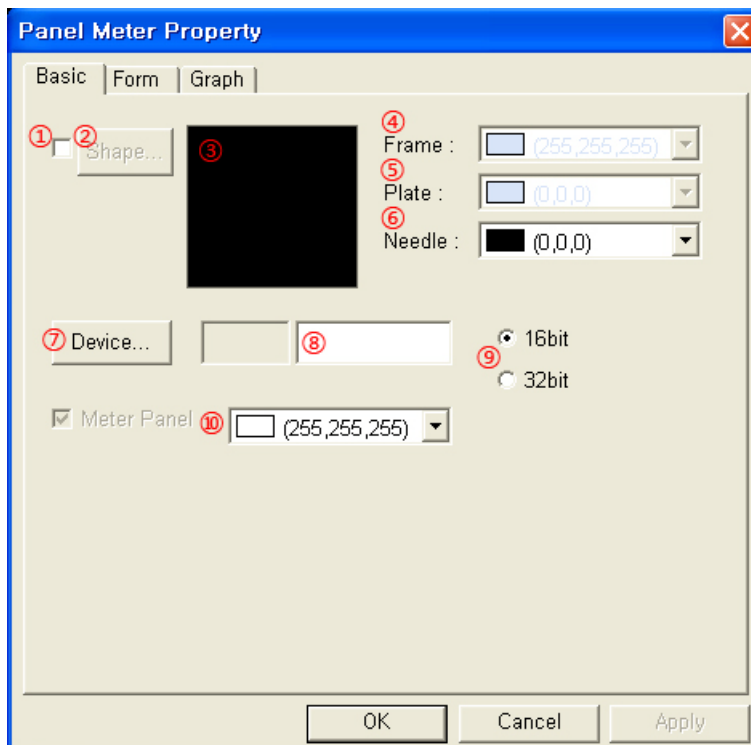 Panel Meter Property
Basic Form Graph
① ② Shape... ③
④
Frame : (255,255,255)
⑤
Plate : (0,0,0)
⑥
Needle : (0,0,0)
⑦ Device... ⑧
⑨
16bit
32bit
Meter Panel ⑩ (255,255,255)
OK Cancel Apply